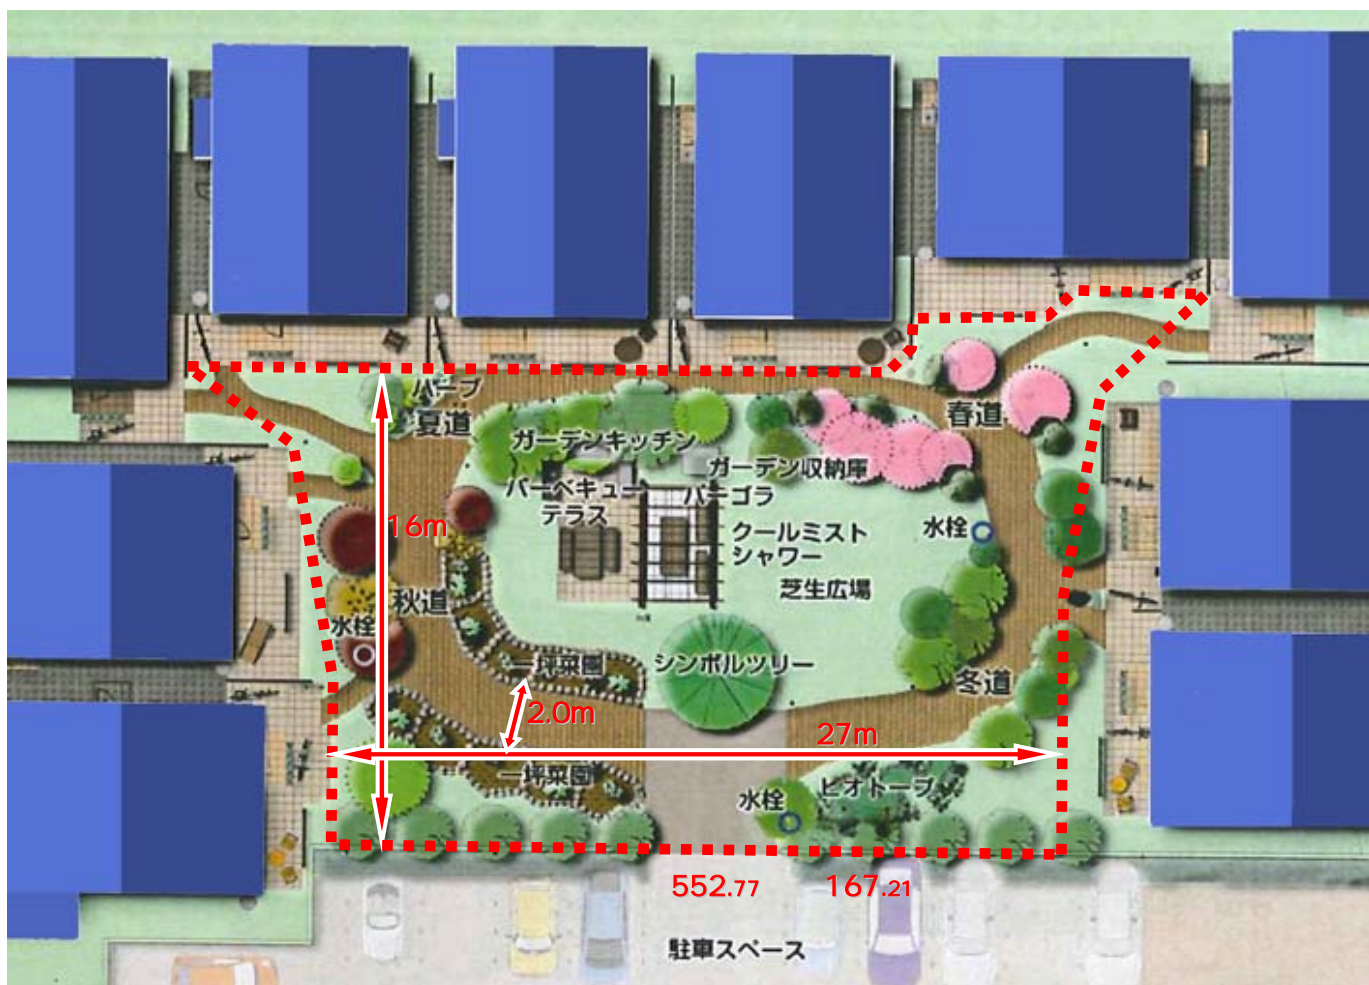 ハーブ
夏道
春道
ガーデンキッチン
ガーデン収納庫
バーベキュー
テラス
パーゴラ
16m
水栓
クールミスト
シャワー
芝生広場
秋道
水栓
一坪菜園
シンボルツリー
冬道
2.0m
27m
一坪菜園
水栓
ビオトープ
552.77
167.21
駐車スペース